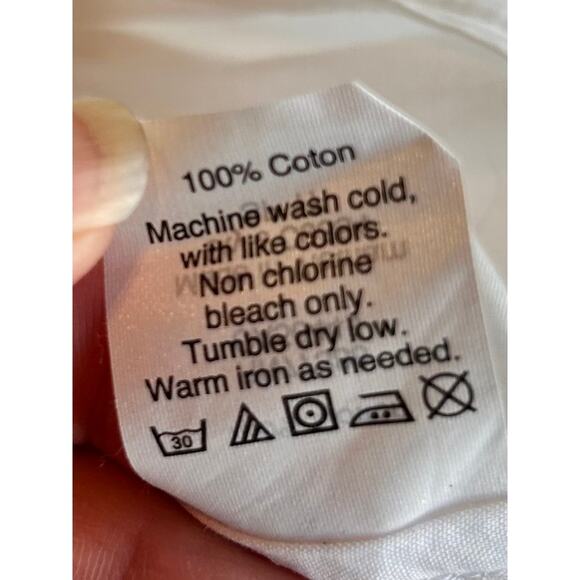 100% Coton
Machine wash cold,
with like colors.
Non chlorine
bleach only.
Tumble dry low.
Warm iron as needed.
30